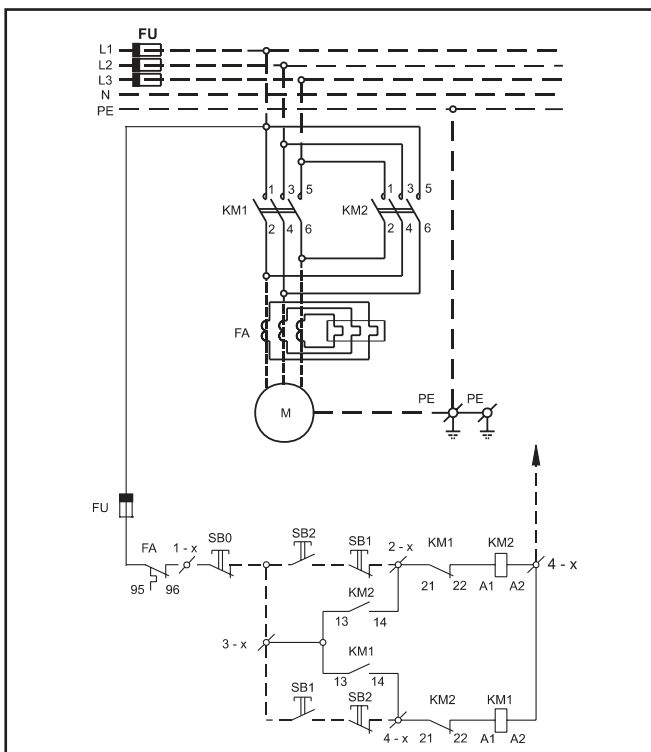 FU
L1
L2
L3
N
PE
1 3 5 1 3 5
KM1 KM2
2 4 6 2 4 6
FA
M PE PE
FU
FA 1 - x SB0 SB2 SB1 2 - x KM1 KM2
4 - x
95 96 21 22 A1 A2
KM2
13 14
3 - x
KM1
13 14
SB1 SB2 KM2 KM1
4 - x 21 22 A1 A2